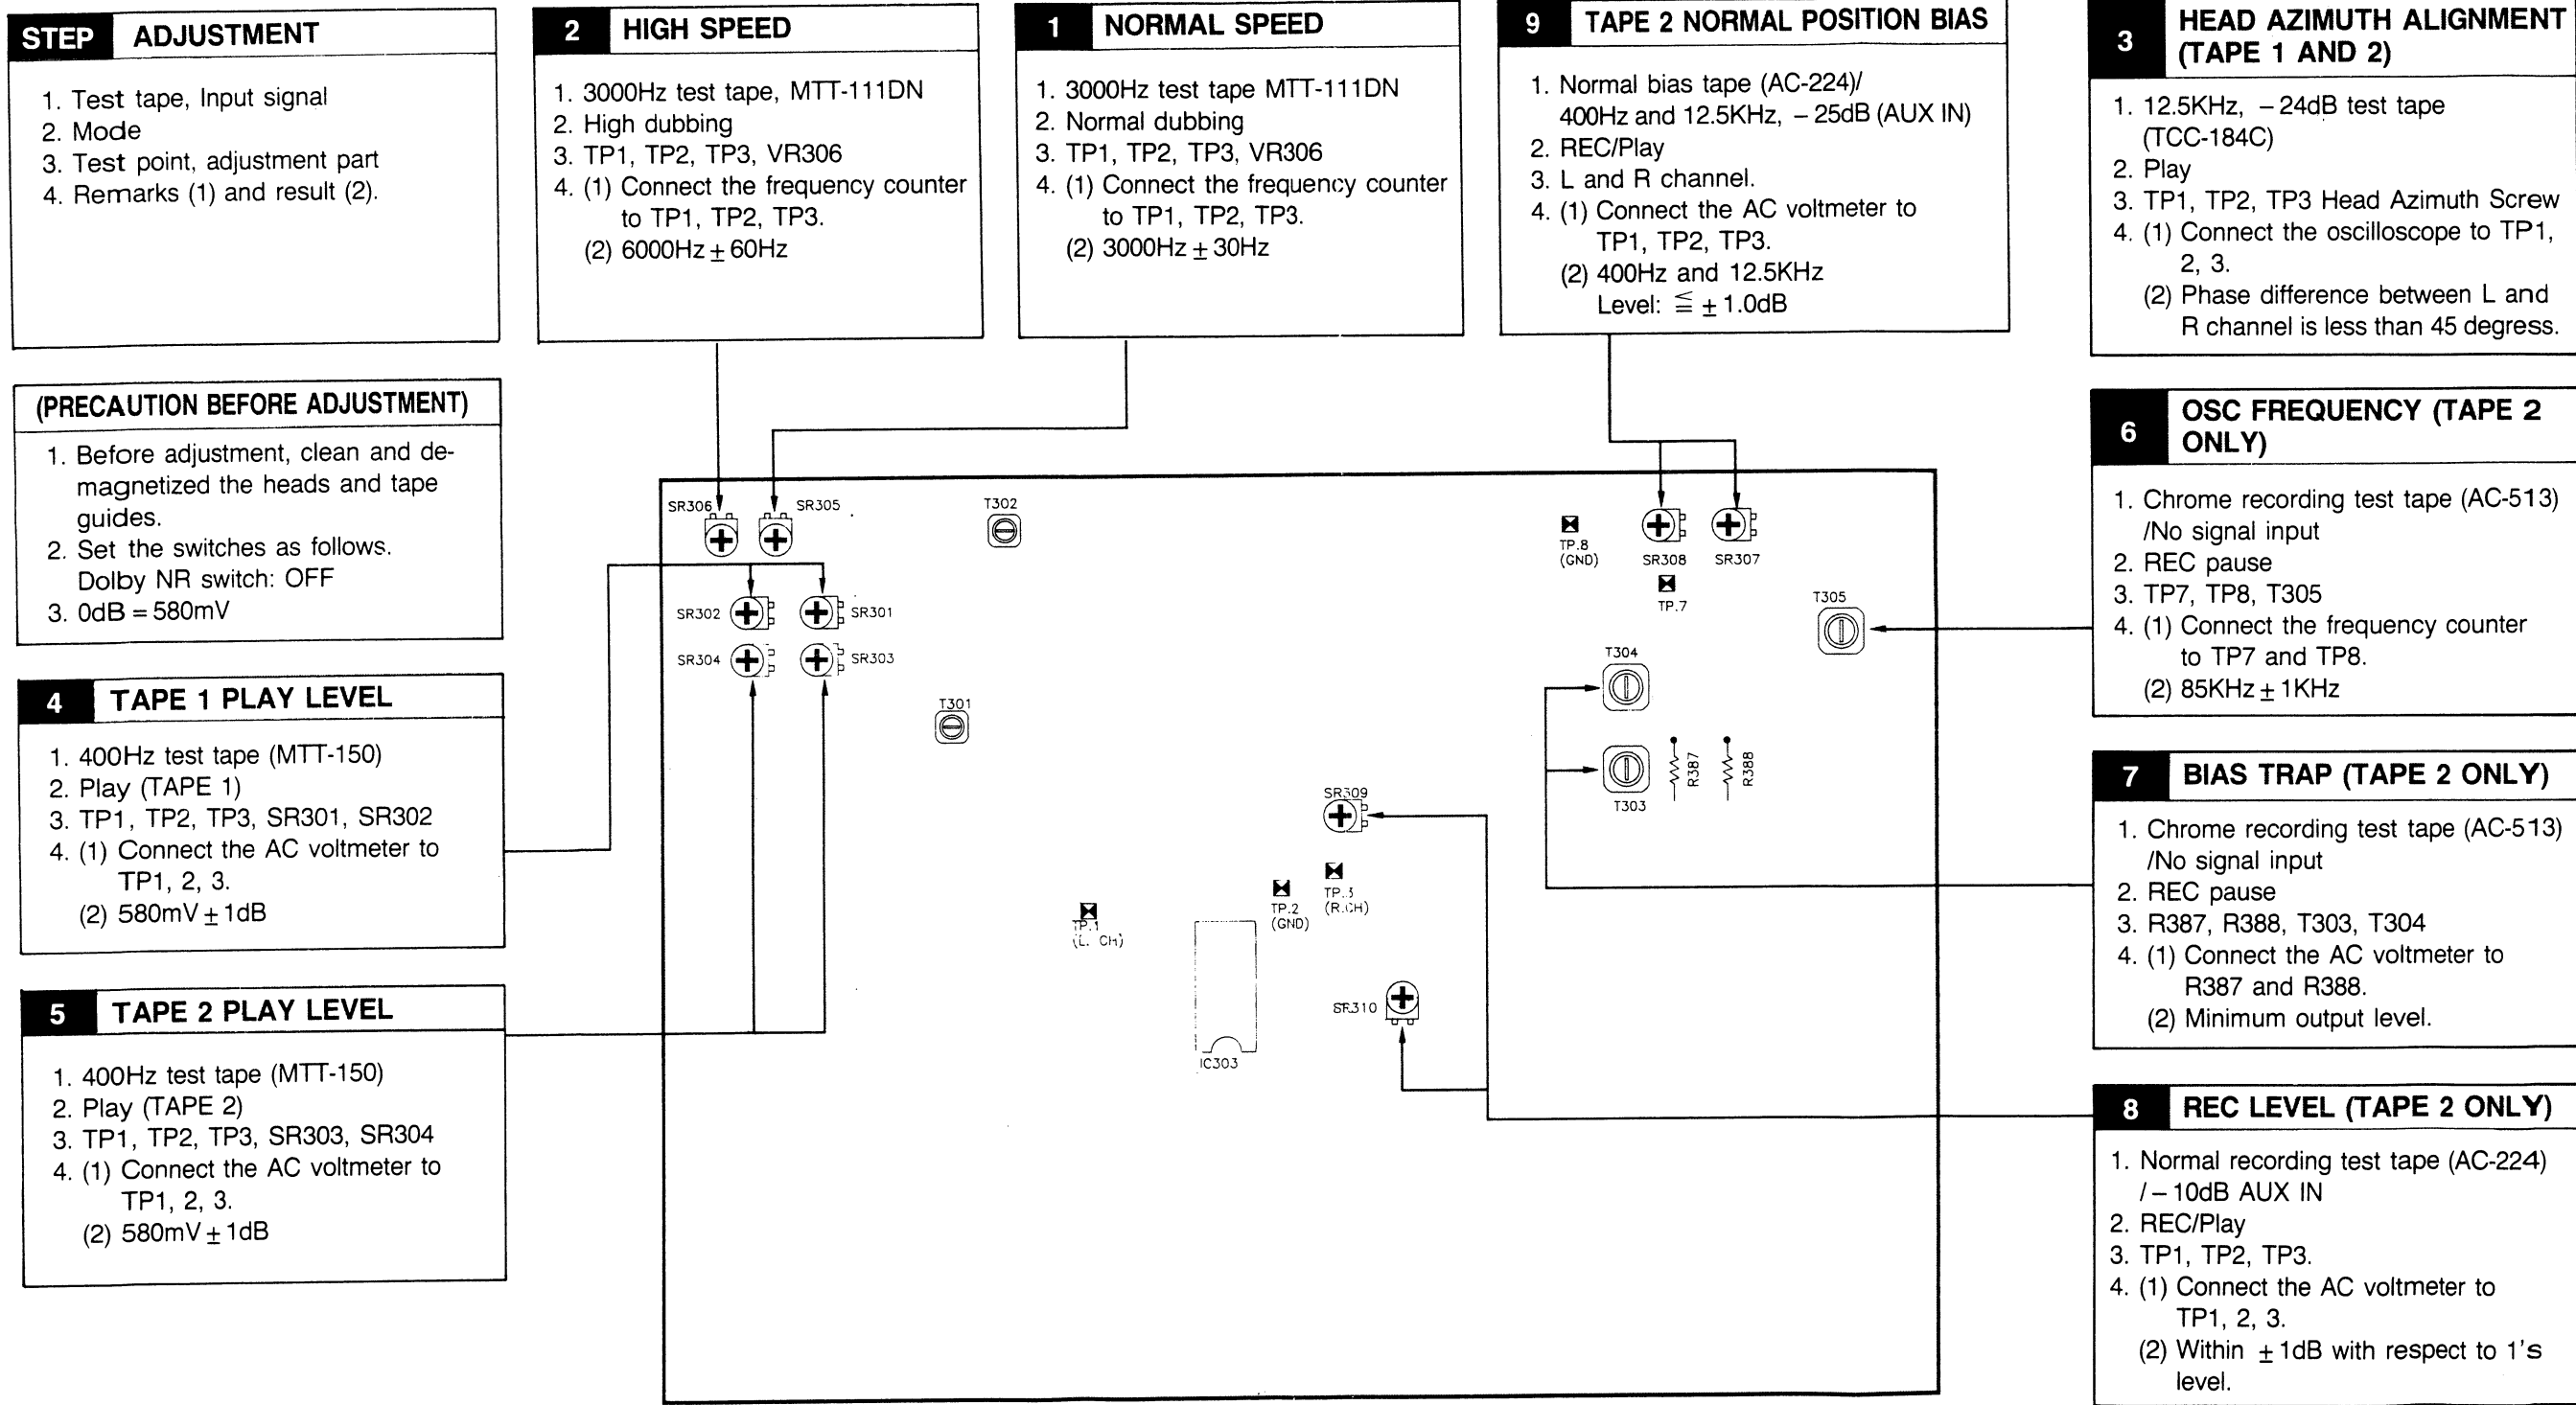 STEP ADJUSTMENT
1. Test tape, Input signal
2. Mode
3. Test point, adjustment part
4. Remarks (1) and result (2).
2 HIGH SPEED
1. 3000Hz test tape, MTT-111DN
2. High dubbing
3. TP1, TP2, TP3, VR306
4. (1) Connect the frequency counter
to TP1, TP2, TP3.
(2) 6000Hz ± 60Hz
1 NORMAL SPEED
1. 3000Hz test tape MTT-111DN
2. Normal dubbing
3. TP1, TP2, TP3, VR306
4. (1) Connect the frequency counter
to TP1, TP2, TP3.
(2) 3000Hz ± 30Hz
9 TAPE 2 NORMAL POSITION BIAS
1. Normal bias tape (AC-224)/
400Hz and 12.5KHz, – 25dB (AUX IN)
2. REC/Play
3. L and R channel.
4. (1) Connect the AC voltmeter to
TP1, TP2, TP3.
(2) 400Hz and 12.5KHz
Level: ≦ ± 1.0dB
3 HEAD AZIMUTH ALIGNMENT
(TAPE 1 AND 2)
1. 12.5KHz, – 24dB test tape
(TCC-184C)
2. Play
3. TP1, TP2, TP3 Head Azimuth Screw
4. (1) Connect the oscilloscope to TP1,
2, 3.
(2) Phase difference between L and
R channel is less than 45 degress.
(PRECAUTION BEFORE ADJUSTMENT)
1. Before adjustment, clean and de-
magnetized the heads and tape
guides.
2. Set the switches as follows.
Dolby NR switch: OFF
3. 0dB = 580mV
4 TAPE 1 PLAY LEVEL
1. 400Hz test tape (MTT-150)
2. Play (TAPE 1)
3. TP1, TP2, TP3, SR301, SR302
4. (1) Connect the AC voltmeter to
TP1, 2, 3.
(2) 580mV ± 1dB
5 TAPE 2 PLAY LEVEL
1. 400Hz test tape (MTT-150)
2. Play (TAPE 2)
3. TP1, TP2, TP3, SR303, SR304
4. (1) Connect the AC voltmeter to
TP1, 2, 3.
(2) 580mV ± 1dB
SR306
SR305
T302
SR302
SR301
SR304
SR303
T301
TP.8
(GND)
SR308
SR307
TP.7
T305
T304
T303
R387
R388
SR309
TP.3
(R.CH)
TP.2
(GND)
TP.1
(L. CH)
SR310
IC303
6 OSC FREQUENCY (TAPE 2
ONLY)
1. Chrome recording test tape (AC-513)
/No signal input
2. REC pause
3. TP7, TP8, T305
4. (1) Connect the frequency counter
to TP7 and TP8.
(2) 85KHz ± 1KHz
7 BIAS TRAP (TAPE 2 ONLY)
1. Chrome recording test tape (AC-513)
/No signal input
2. REC pause
3. R387, R388, T303, T304
4. (1) Connect the AC voltmeter to
R387 and R388.
(2) Minimum output level.
8 REC LEVEL (TAPE 2 ONLY)
1. Normal recording test tape (AC-224)
/ – 10dB AUX IN
2. REC/Play
3. TP1, TP2, TP3.
4. (1) Connect the AC voltmeter to
TP1, 2, 3.
(2) Within ± 1dB with respect to 1's
level.